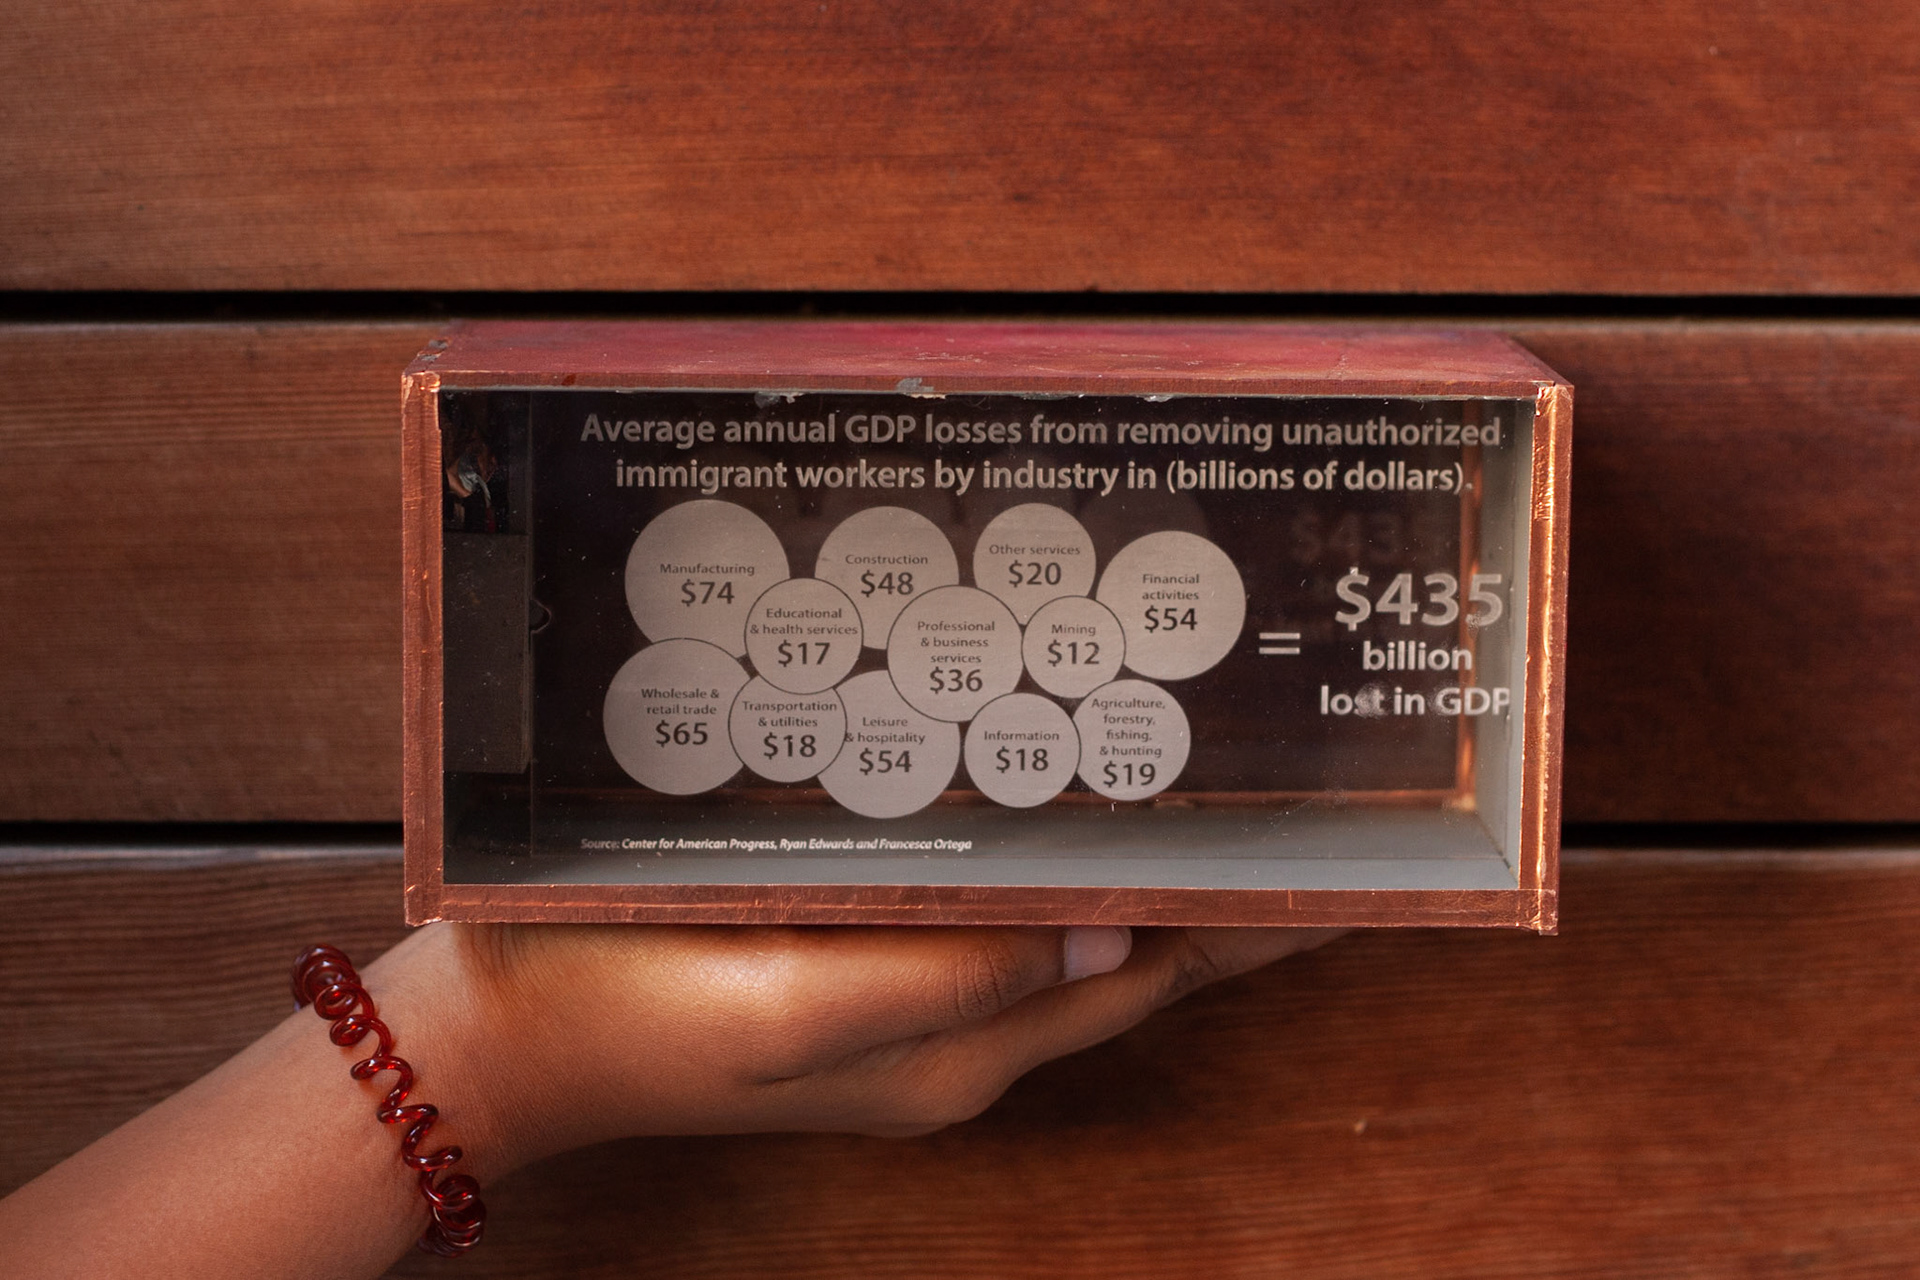 Average annual GDP losses from removing unauthorized
immigrant workers by industry in (billions of dollars).
Manufacturing
$74
Construction
$48
Other services
$20
Financial
activities
$54
Educational
& health services
$17
Professional
& business
services
$36
Mining
$12
Wholesale &
retail trade
$65
Transportation
& utilities
$18
Leisure
& hospitality
$54
Information
$18
Agriculture,
forestry,
fishing,
& hunting
$19
=
$435
billion
lost in GDP
Source: Center for American Progress, Ryan Edwards and Francesca Ortega